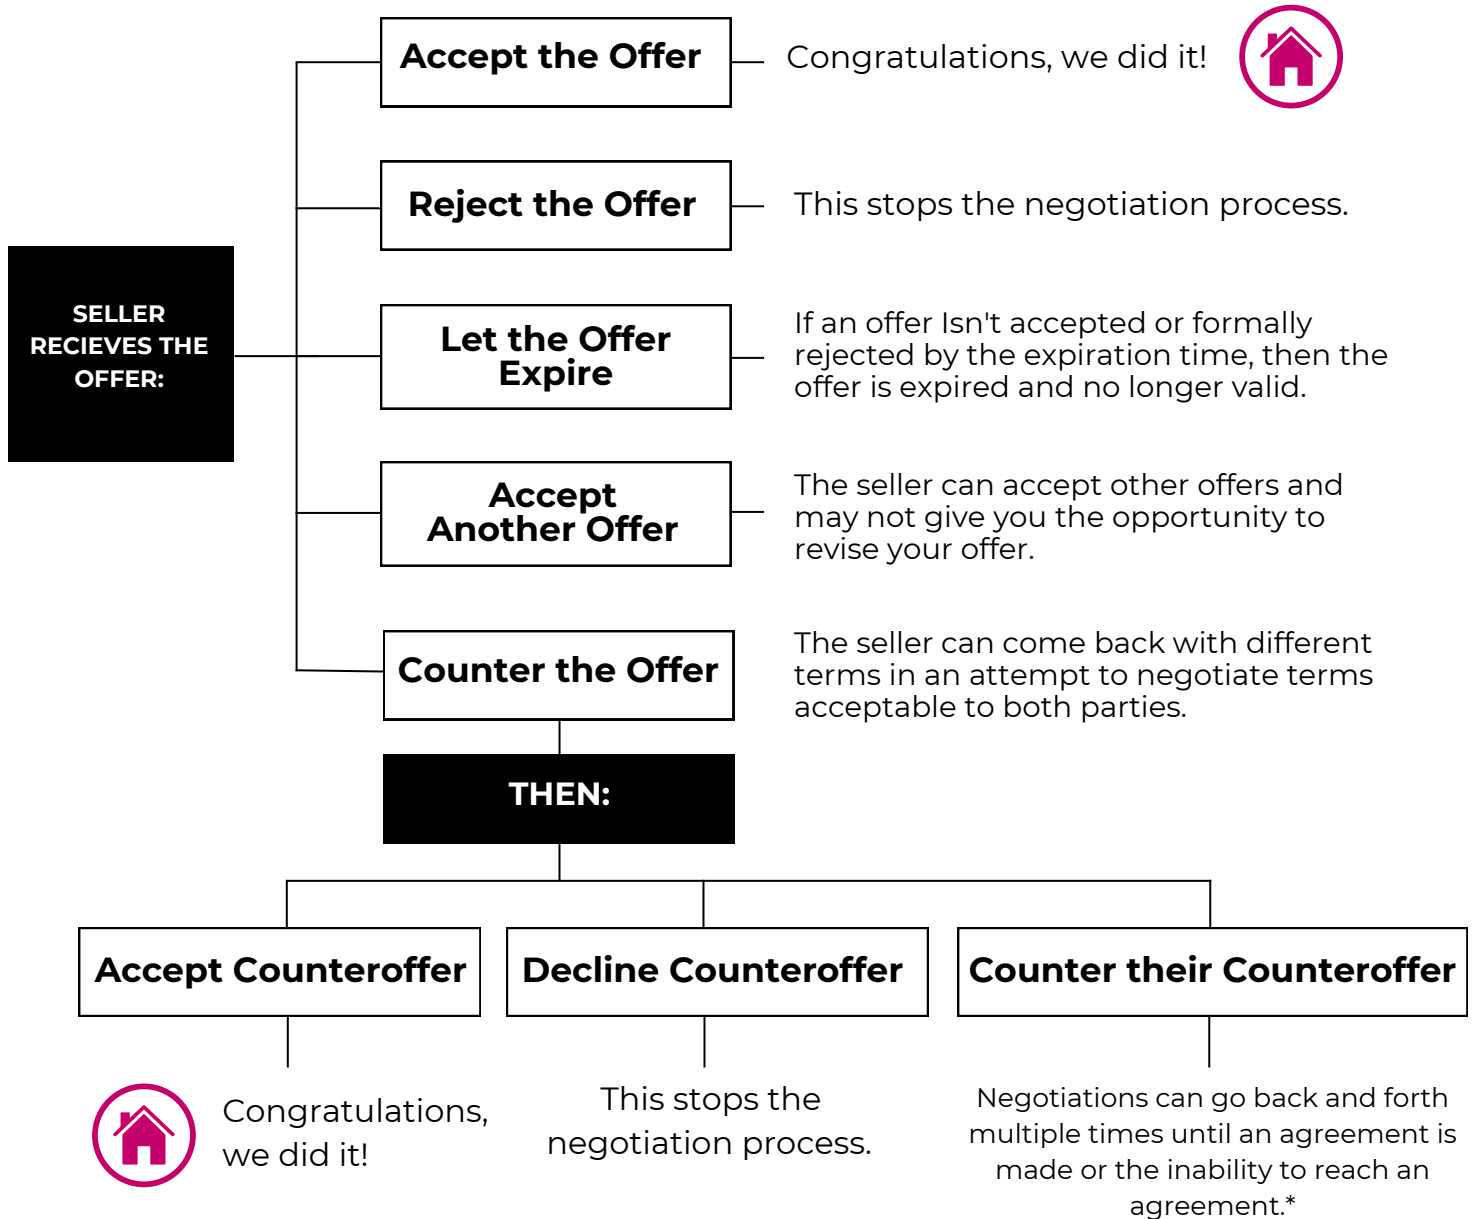 Accept the Offer
Congratulations, we did it!
Reject the Offer
This stops the negotiation process.
SELLER
RECIEVES THE
OFFER:
Let the Offer
Expire
If an offer Isn't accepted or formally
rejected by the expiration time, then the
offer is expired and no longer valid.
Accept
Another Offer
The seller can accept other offers and
may not give you the opportunity to
revise your offer.
Counter the Offer
The seller can come back with different
terms in an attempt to negotiate terms
acceptable to both parties.
THEN:
Accept Counteroffer
Congratulations,
we did it!
Decline Counteroffer
This stops the
negotiation process.
Counter their Counteroffer
Negotiations can go back and forth
multiple times until an agreement is
made or the inability to reach an
agreement.*